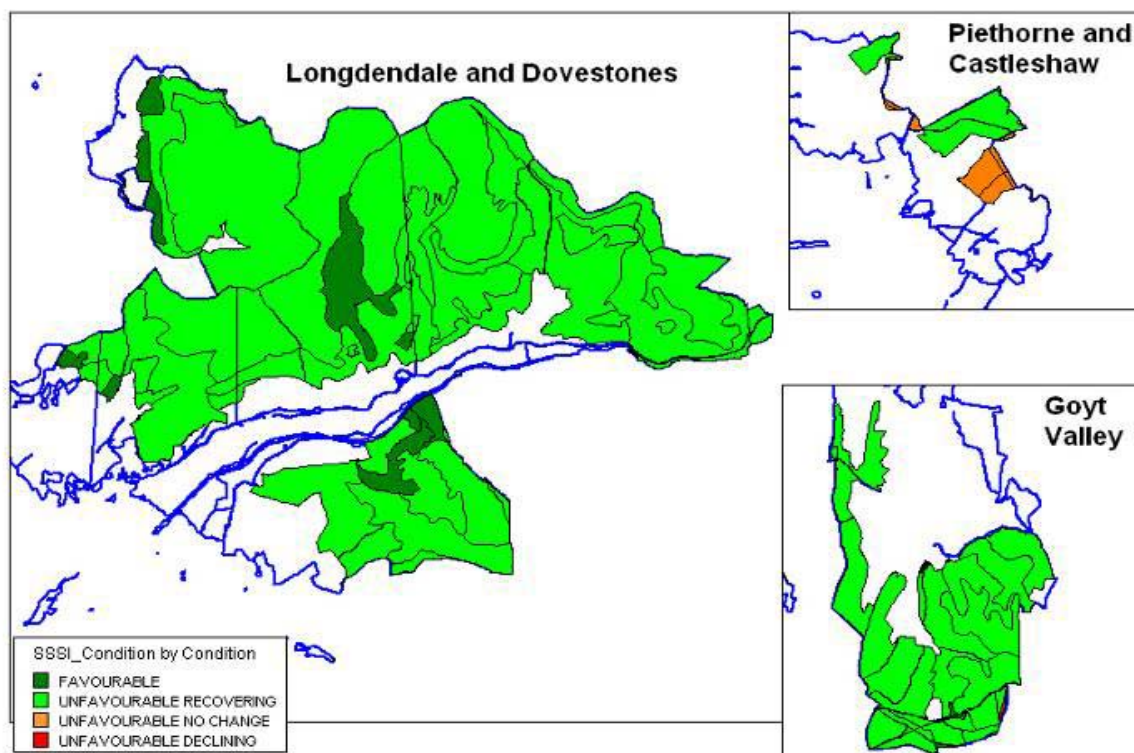 Longdendale and Dovestones
Piethorne and
Castleshaw
Goyt
Valley
SSSI_Condition by Condition
FAVOURABLE
UNFAVOURABLE RECOVERING
UNFAVOURABLE NO CHANGE
UNFAVOURABLE DECLINING